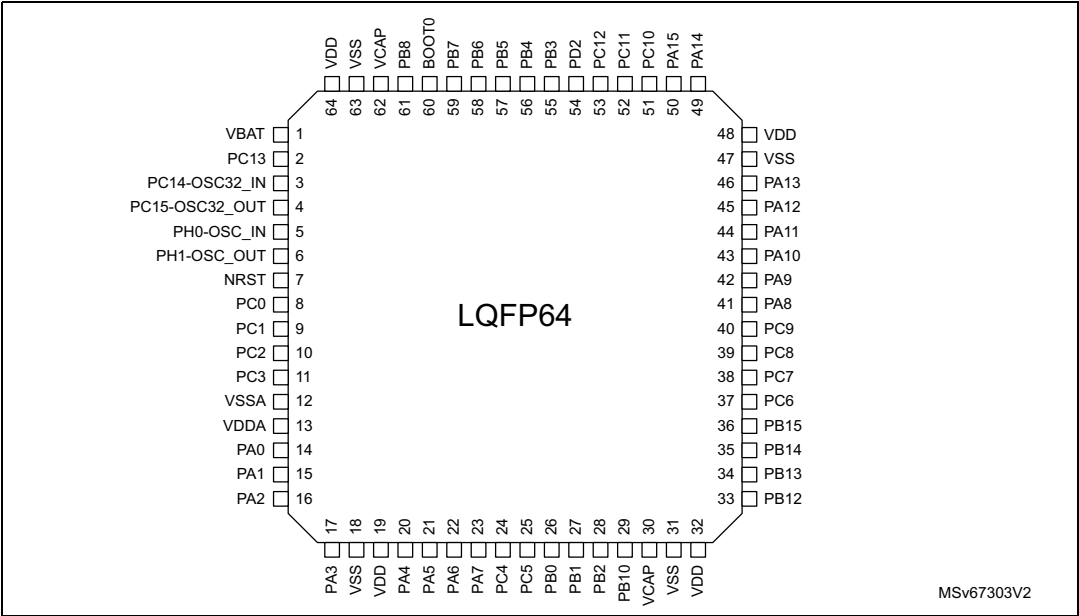 VDD VSS VCAP PB8 BOOT0 PB7 PB6 PB5 PB4 PB3 PD2 PC12 PC11 PC10 PA15 PA14
64 63 62 61 60 59 58 57 56 55 54 53 52 51 50 49
VBAT 1 48 VDD
PC13 2 47 VSS
PC14-OSC32_IN 3 46 PA13
PC15-OSC32_OUT 4 45 PA12
PH0-OSC_IN 5 44 PA11
PH1-OSC_OUT 6 43 PA10
NRST 7 42 PA9
PC0 8 41 PA8
LQFP64
PC1 9 40 PC9
PC2 10 39 PC8
PC3 11 38 PC7
VSSA 12 37 PC6
VDDA 13 36 PB15
PA0 14 35 PB14
PA1 15 34 PB13
PA2 16 33 PB12
17 18 19 20 21 22 23 24 25 26 27 28 29 30 31 32
PA3 VSS VDD PA4 PA5 PA6 PA7 PC4 PC5 PB0 PB1 PB2 PB10 VCAP VSS VDD
MSv67303V2